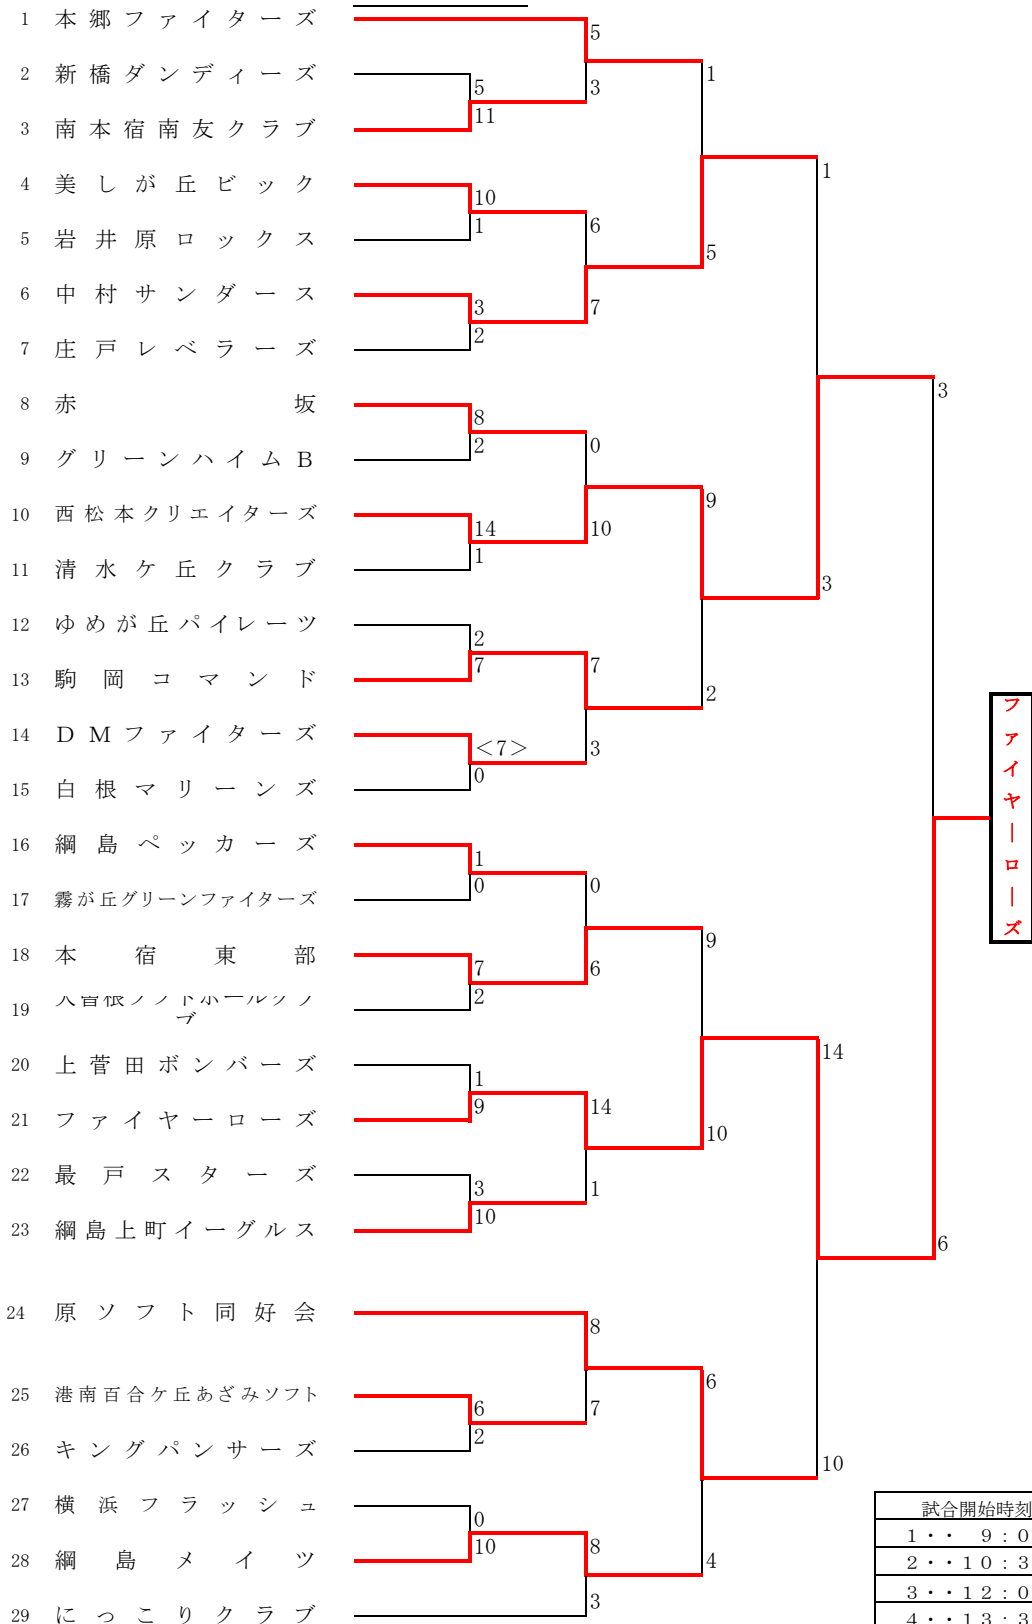 1 本郷ファイターズ
5
2 新橋ダンディーズ
1
5
3
3 南本宿南友クラブ
11
4 美しが丘ビック
1
10
5 岩井原ロックス
1
6
5
6 中村サンダース
3
7
7 庄戸レベラーズ
2
8 赤坂
3
8
9 グリーンハイムB
2
0
10 西松本クリエイターズ
9
14
10
11 清水ケ丘クラブ
1
3
12 ゆめが丘パイレーツ
2
13 駒岡コマンド
7
7
2
14 DMファイターズ
<7>
3
15 白根マリーンズ
0
ファイヤーローズ
16 綱島ペッカーズ
1
17 霧が丘グリーンファイターズ
0
0
18 本宿東部
9
7
6
19
2
20 上菅田ボンバーズ
14
1
21 ファイヤーローズ
9
14
10
22 最戸スターズ
3
1
23 綱島上町イーグルス
10
6
24 原ソフト同好会
8
25 港南百合ケ丘あざみソフト
6
6
7
26 キングパンサーズ
2
10
27 横浜フラッシュ
0
試合開始時刻
28 綱島メイツ
10
8
4
1・・ 9:0
2・・10:3
29 にっこりクラブ
3
3・・12:0
4・・13:3